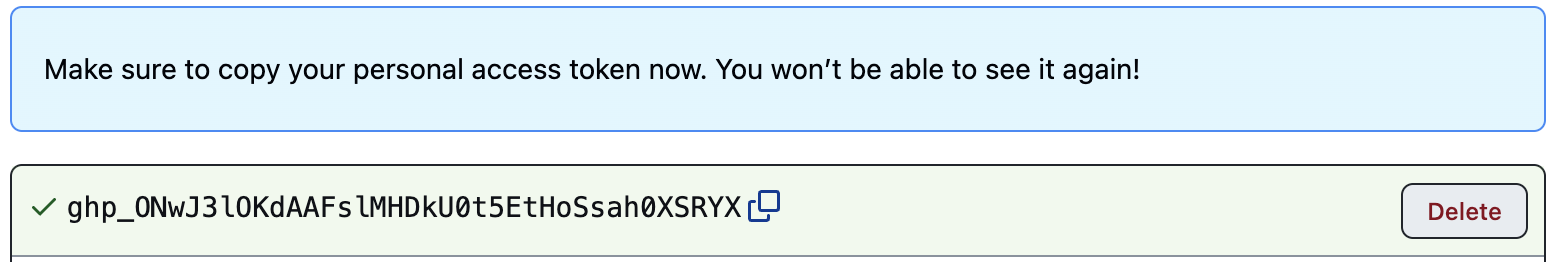 Make sure to copy your personal access token now. You won't be able to see it again!
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
Delete